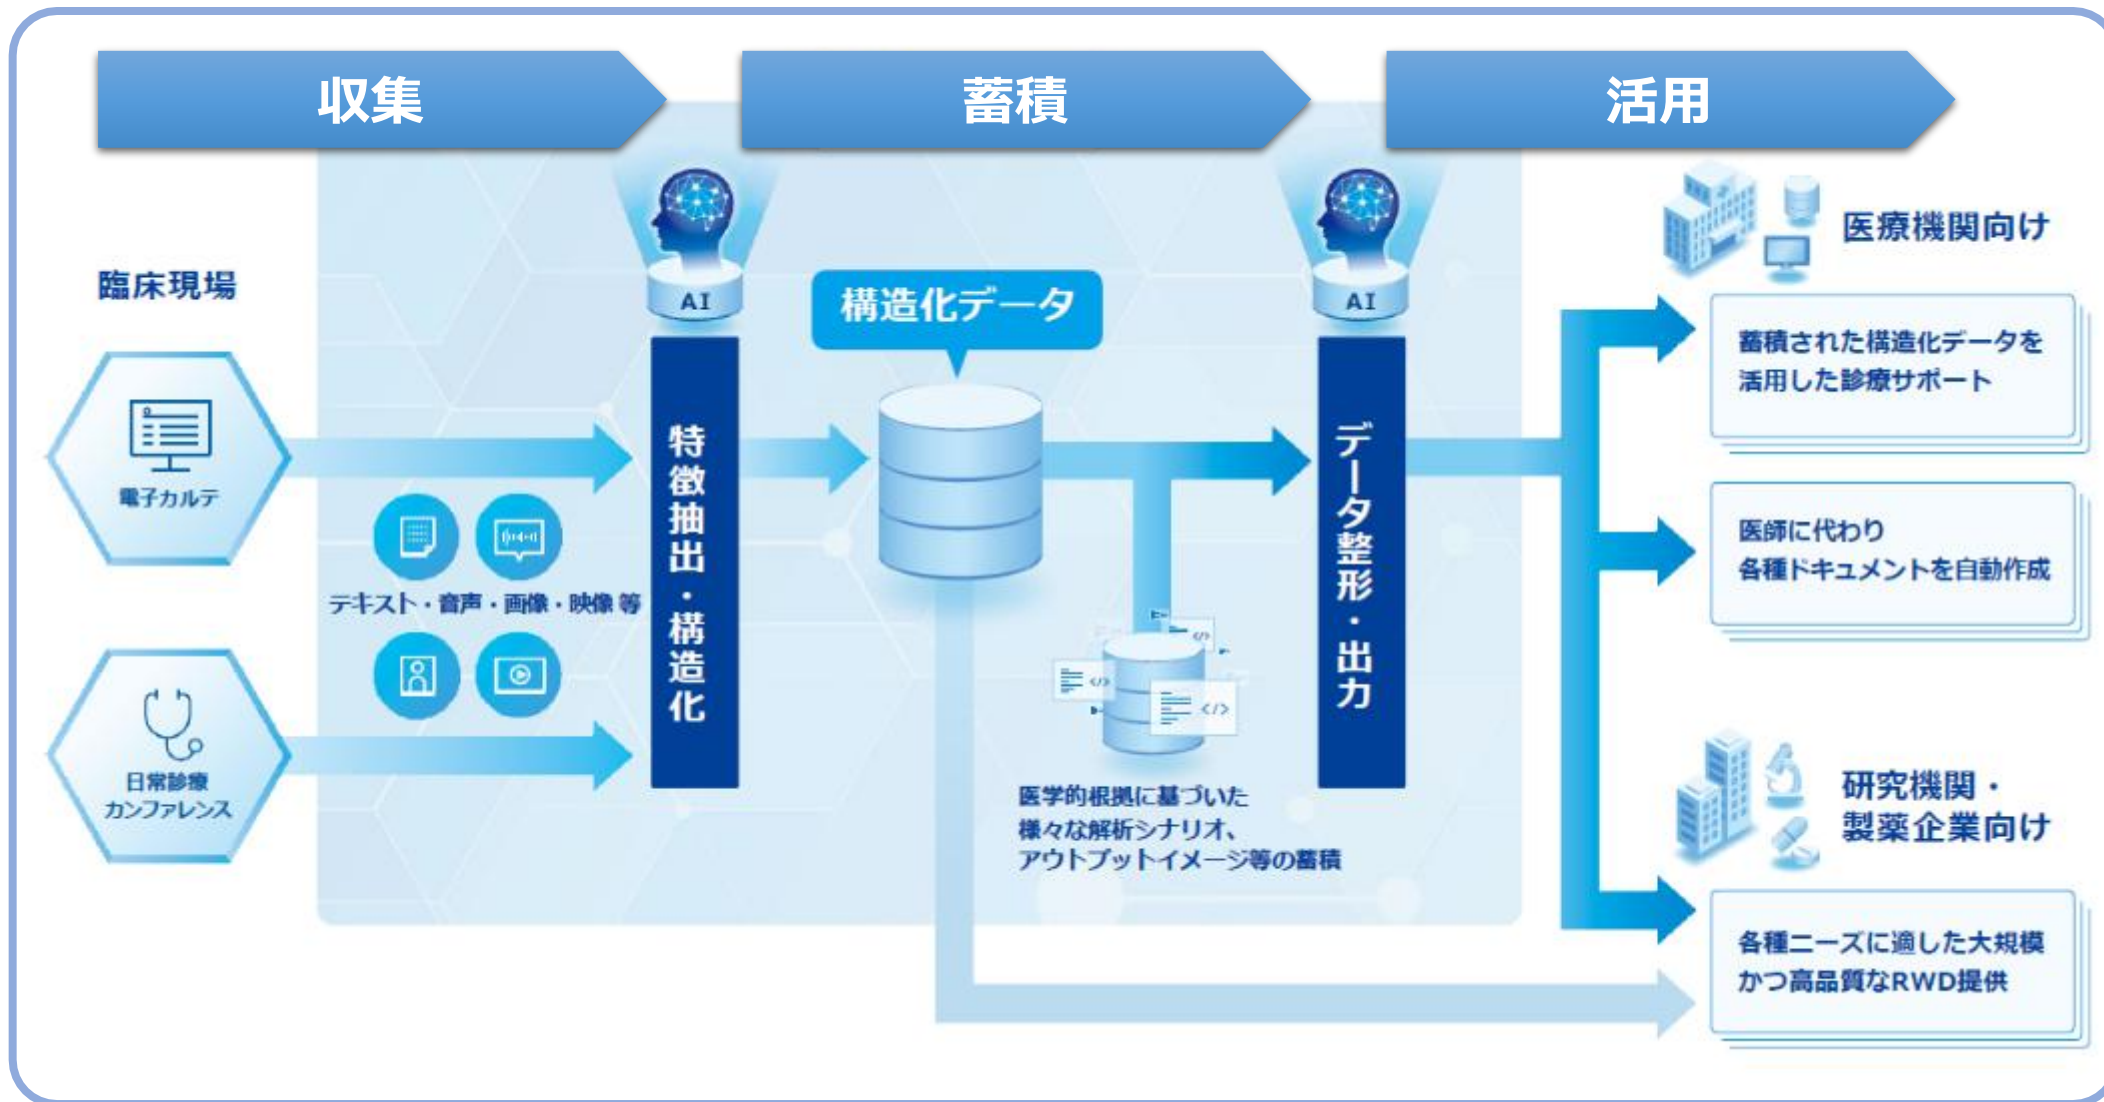 収集
蓄積
活用
臨床現場
電子カルテ
日常診療
カンファレンス
テキスト・音声・画像・映像 等
AI
特徴抽出・構造化
構造化データ
医学的根拠に基づいた
様々な解析シナリオ、
アウトプットイメージ等の蓄積
AI
データ整形・出力
医療機関向け
蓄積された構造化データを
活用した診療サポート
医師に代わり
各種ドキュメントを自動作成
研究機関・
製薬企業向け
各種ニーズに適した大規模
かつ高品質なRWD提供